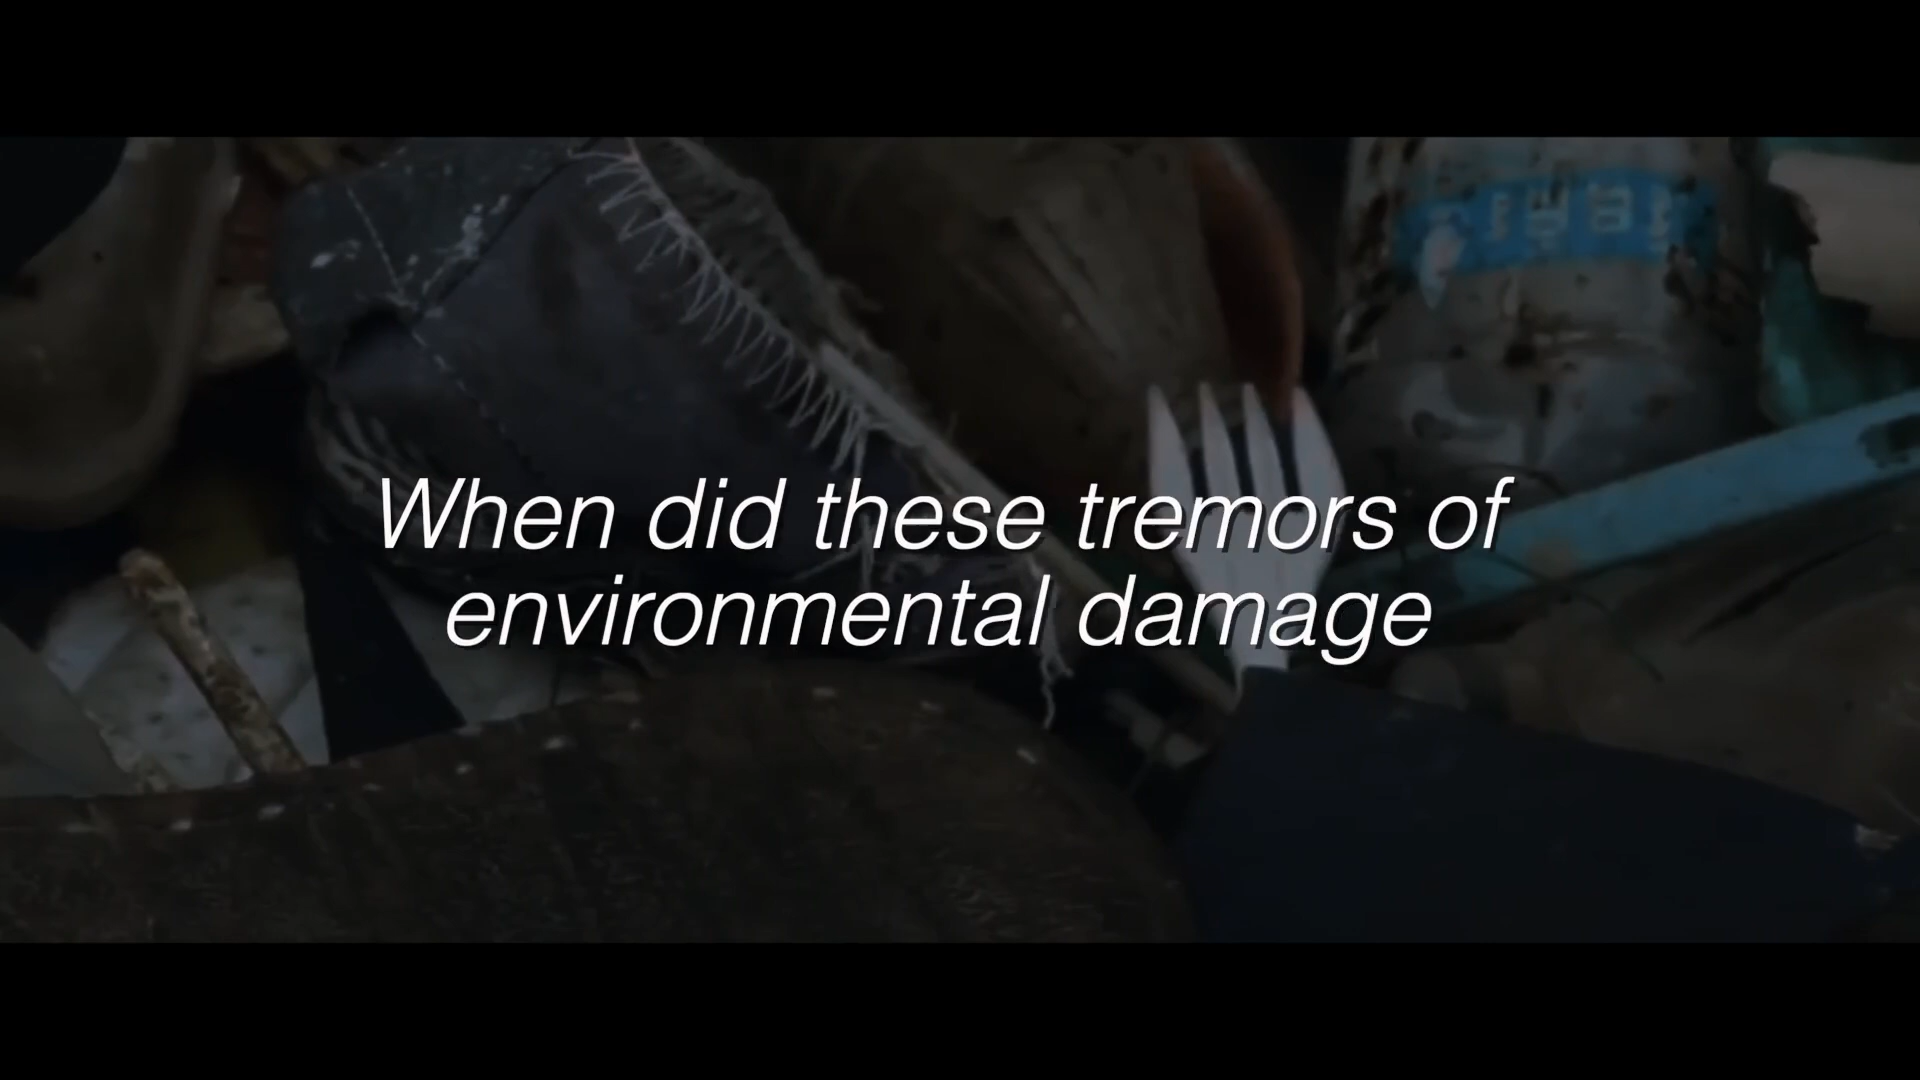 When did these tremors of
environmental damage